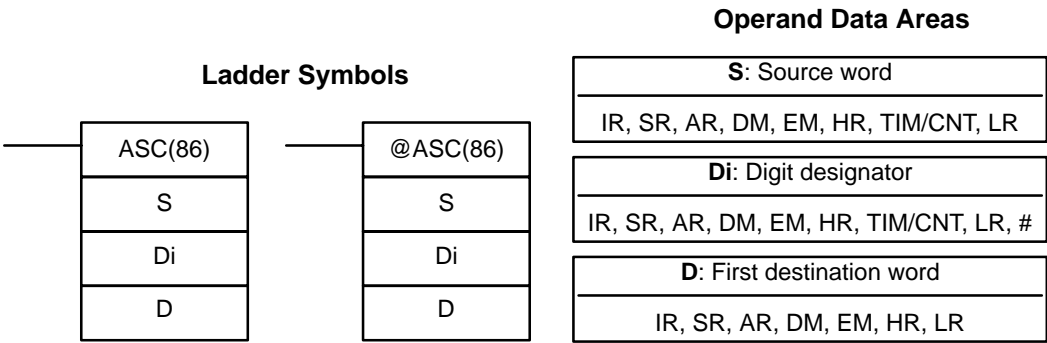 Operand Data Areas
Ladder Symbols
S: Source word
IR, SR, AR, DM, EM, HR, TIM/CNT, LR
ASC(86)
@ASC(86)
Di: Digit designator
S
S
IR, SR, AR, DM, EM, HR, TIM/CNT, LR, #
Di
Di
D: First destination word
D
D
IR, SR, AR, DM, EM, HR, LR